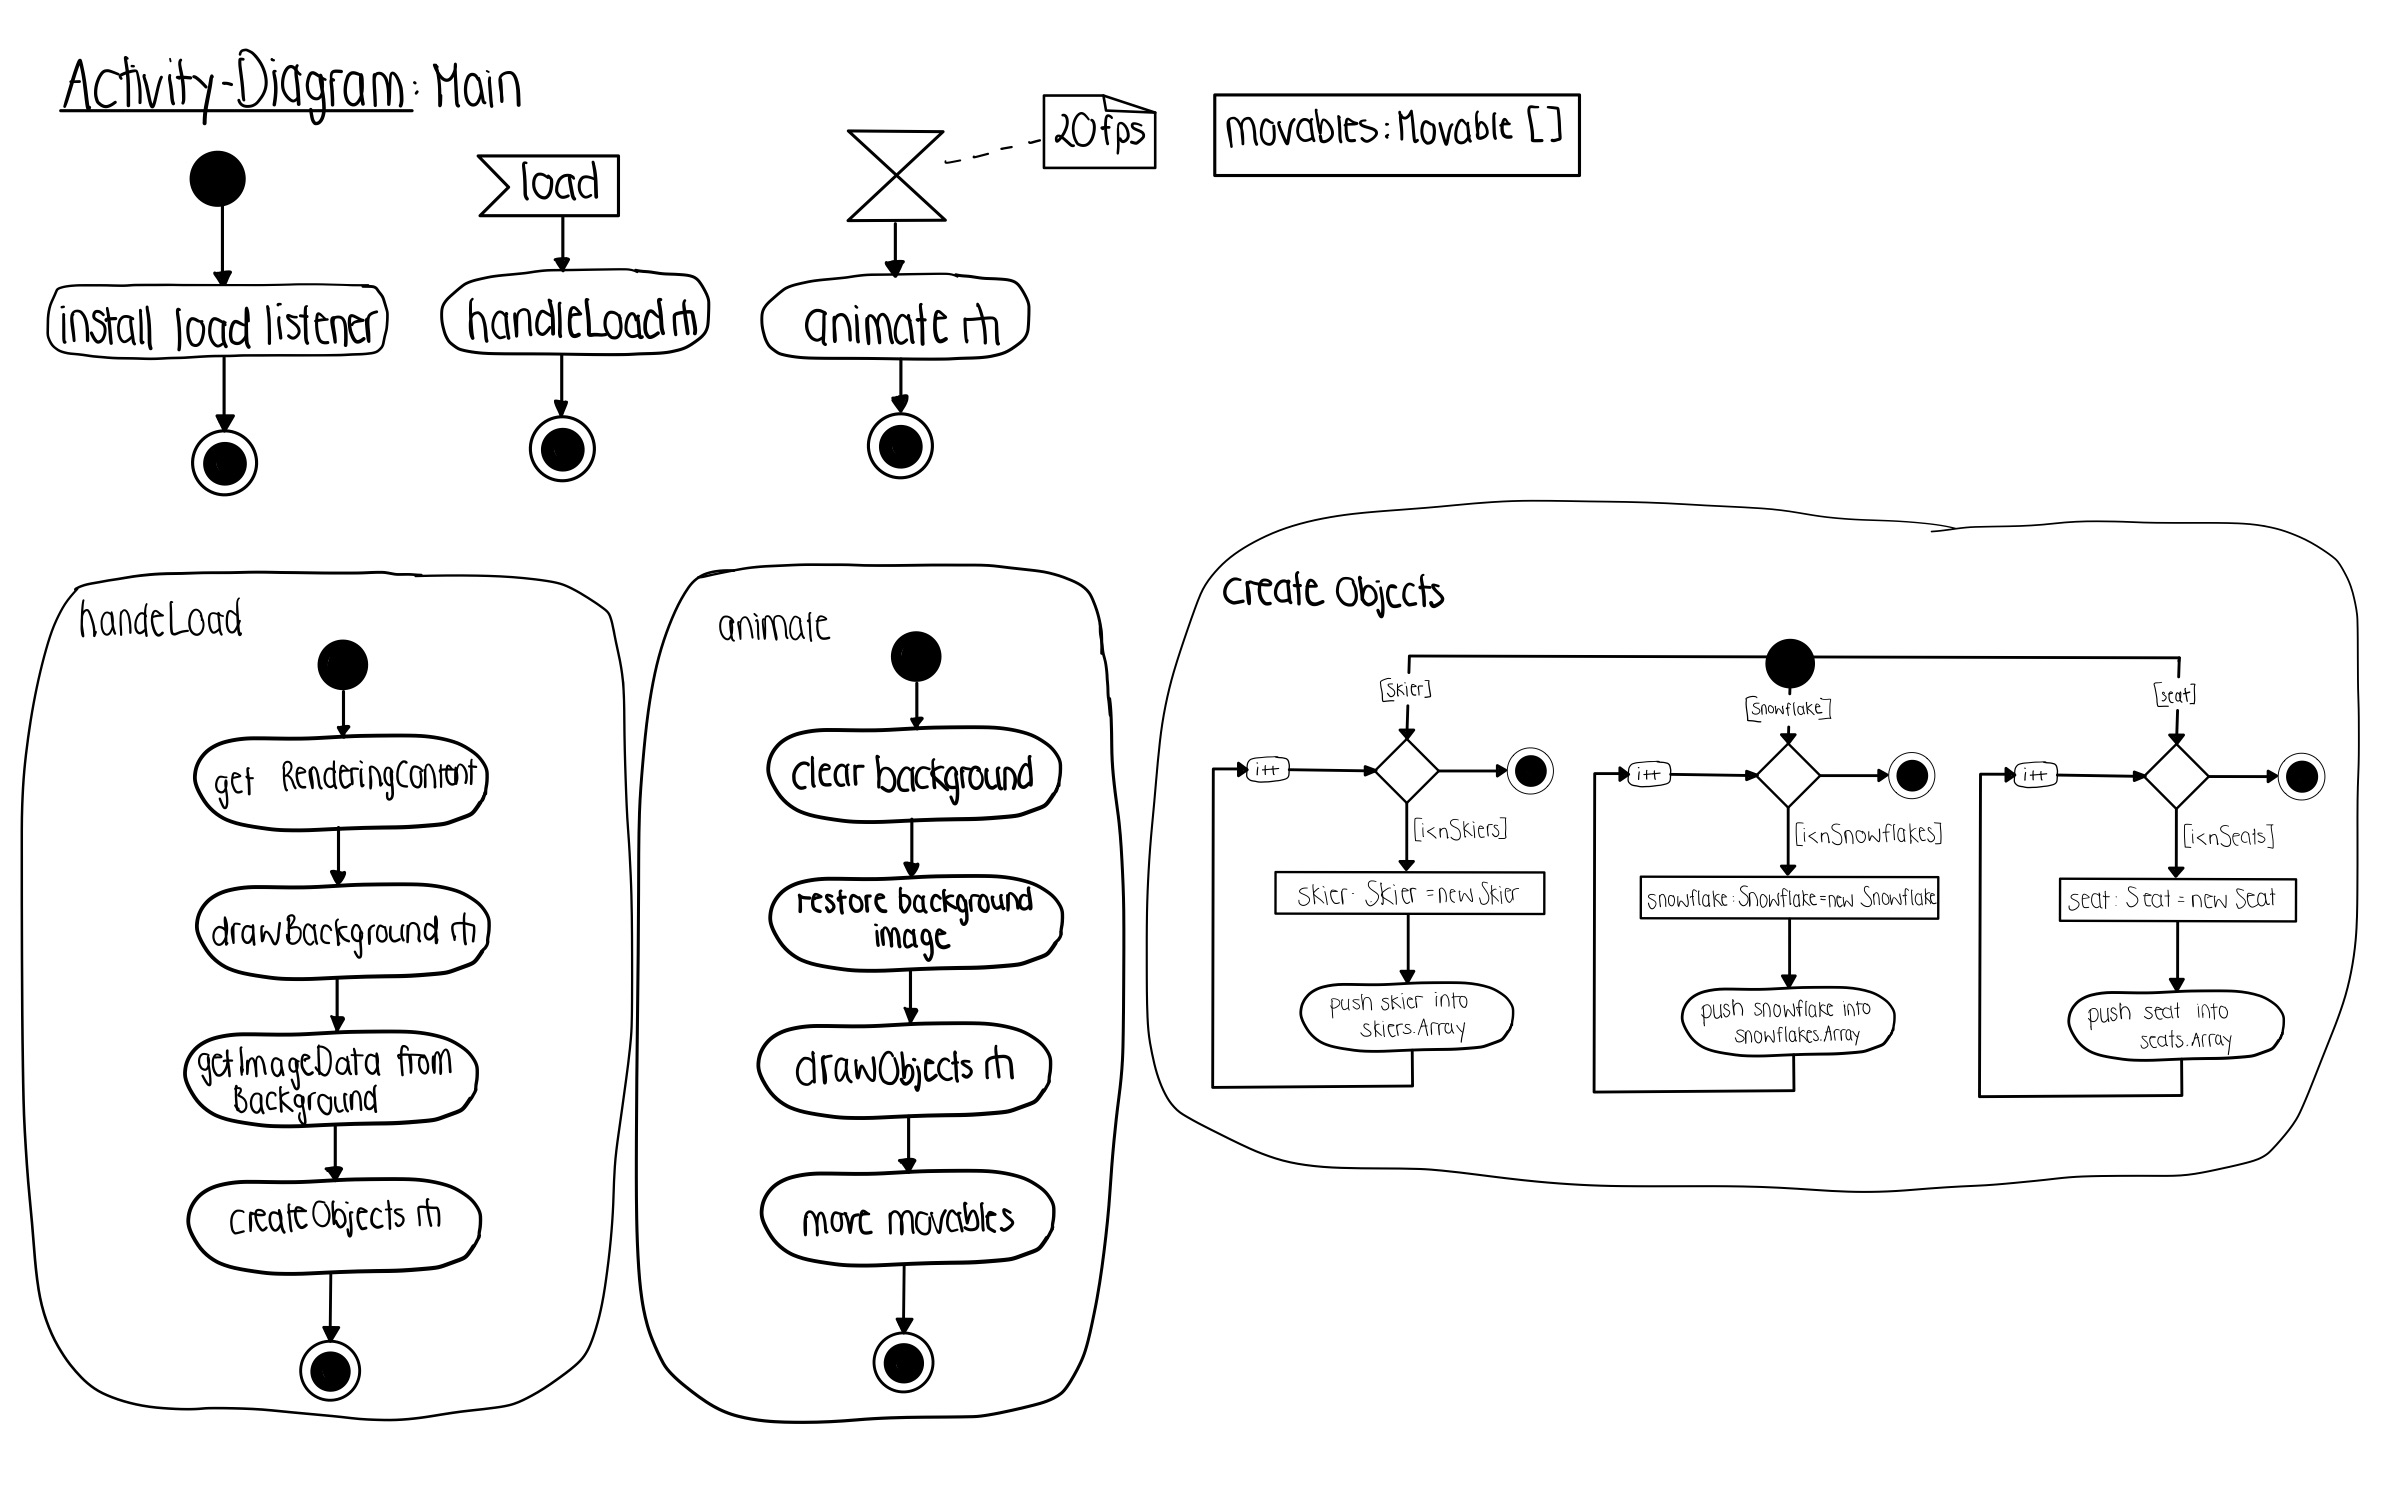 Activity-Diagram: Main
20fps
movables: Movable []
load
install load listener
handleLoad
animate
handeLoad
get RenderingContent
drawBackground
getImageData from
Background
createObjects
animate
clear background
restore background
image
drawObjects
move movables
create Objects
[skier]
[snowflake]
[seat]
i++
i++
i++
[i<nSkiers]
[i<nSnowflakes]
[i<nSeats]
skier: Skier = new Skier
snowflake: Snowflake = new Snowflake
seat: Seat = new Seat
push skier into
skiers.Array
push snowflake into
snowflakes.Array
push seat into
seats.Array